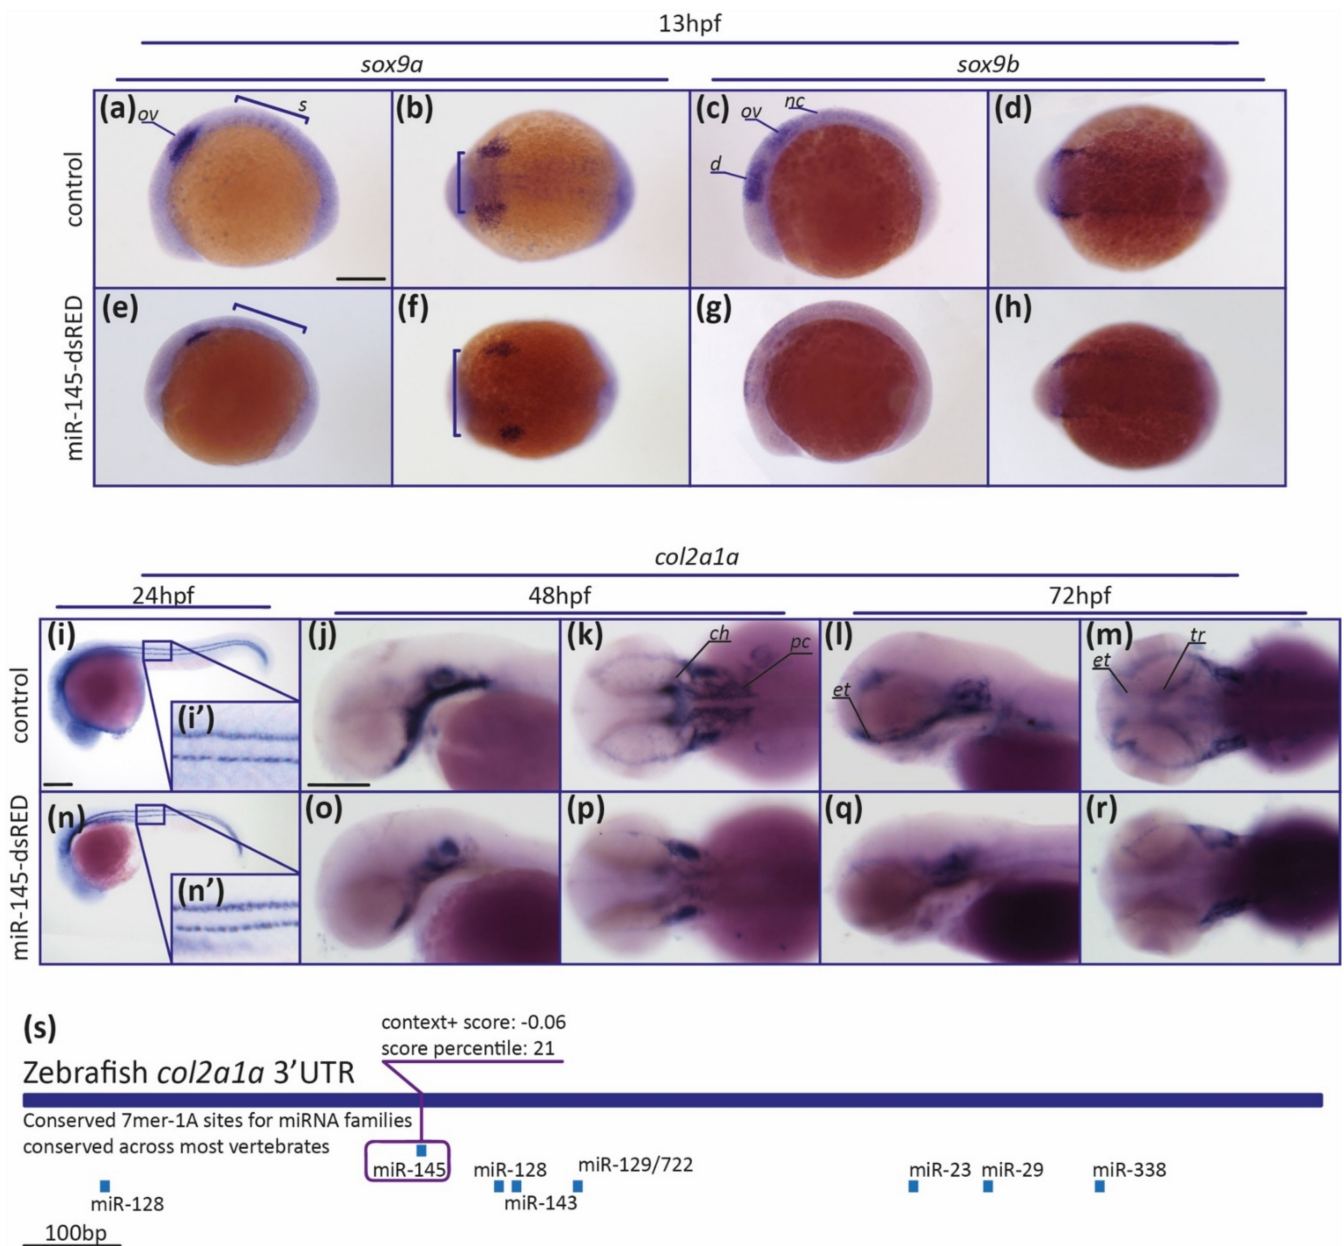 13hpf
sox9a
sox9b
control
(a)
ov
s
(b)
(c)
ov
nc
d
(d)
miR-145-dsRED
(e)
(f)
(g)
(h)
col2a1a
24hpf
48hpf
72hpf
control
(i)
(i’)
(j)
(k)
ch
pc
(l)
et
(m)
et
tr
miR-145-dsRED
(n)
(n’)
(o)
(p)
(q)
(r)
(s)
context+ score: -0.06
score percentile: 21
Zebrafish col2a1a 3’UTR
Conserved 7mer-1A sites for miRNA families
conserved across most vertebrates
miR-145
miR-128
miR-129/722
miR-23
miR-29
miR-338
miR-128
miR-143
100bp